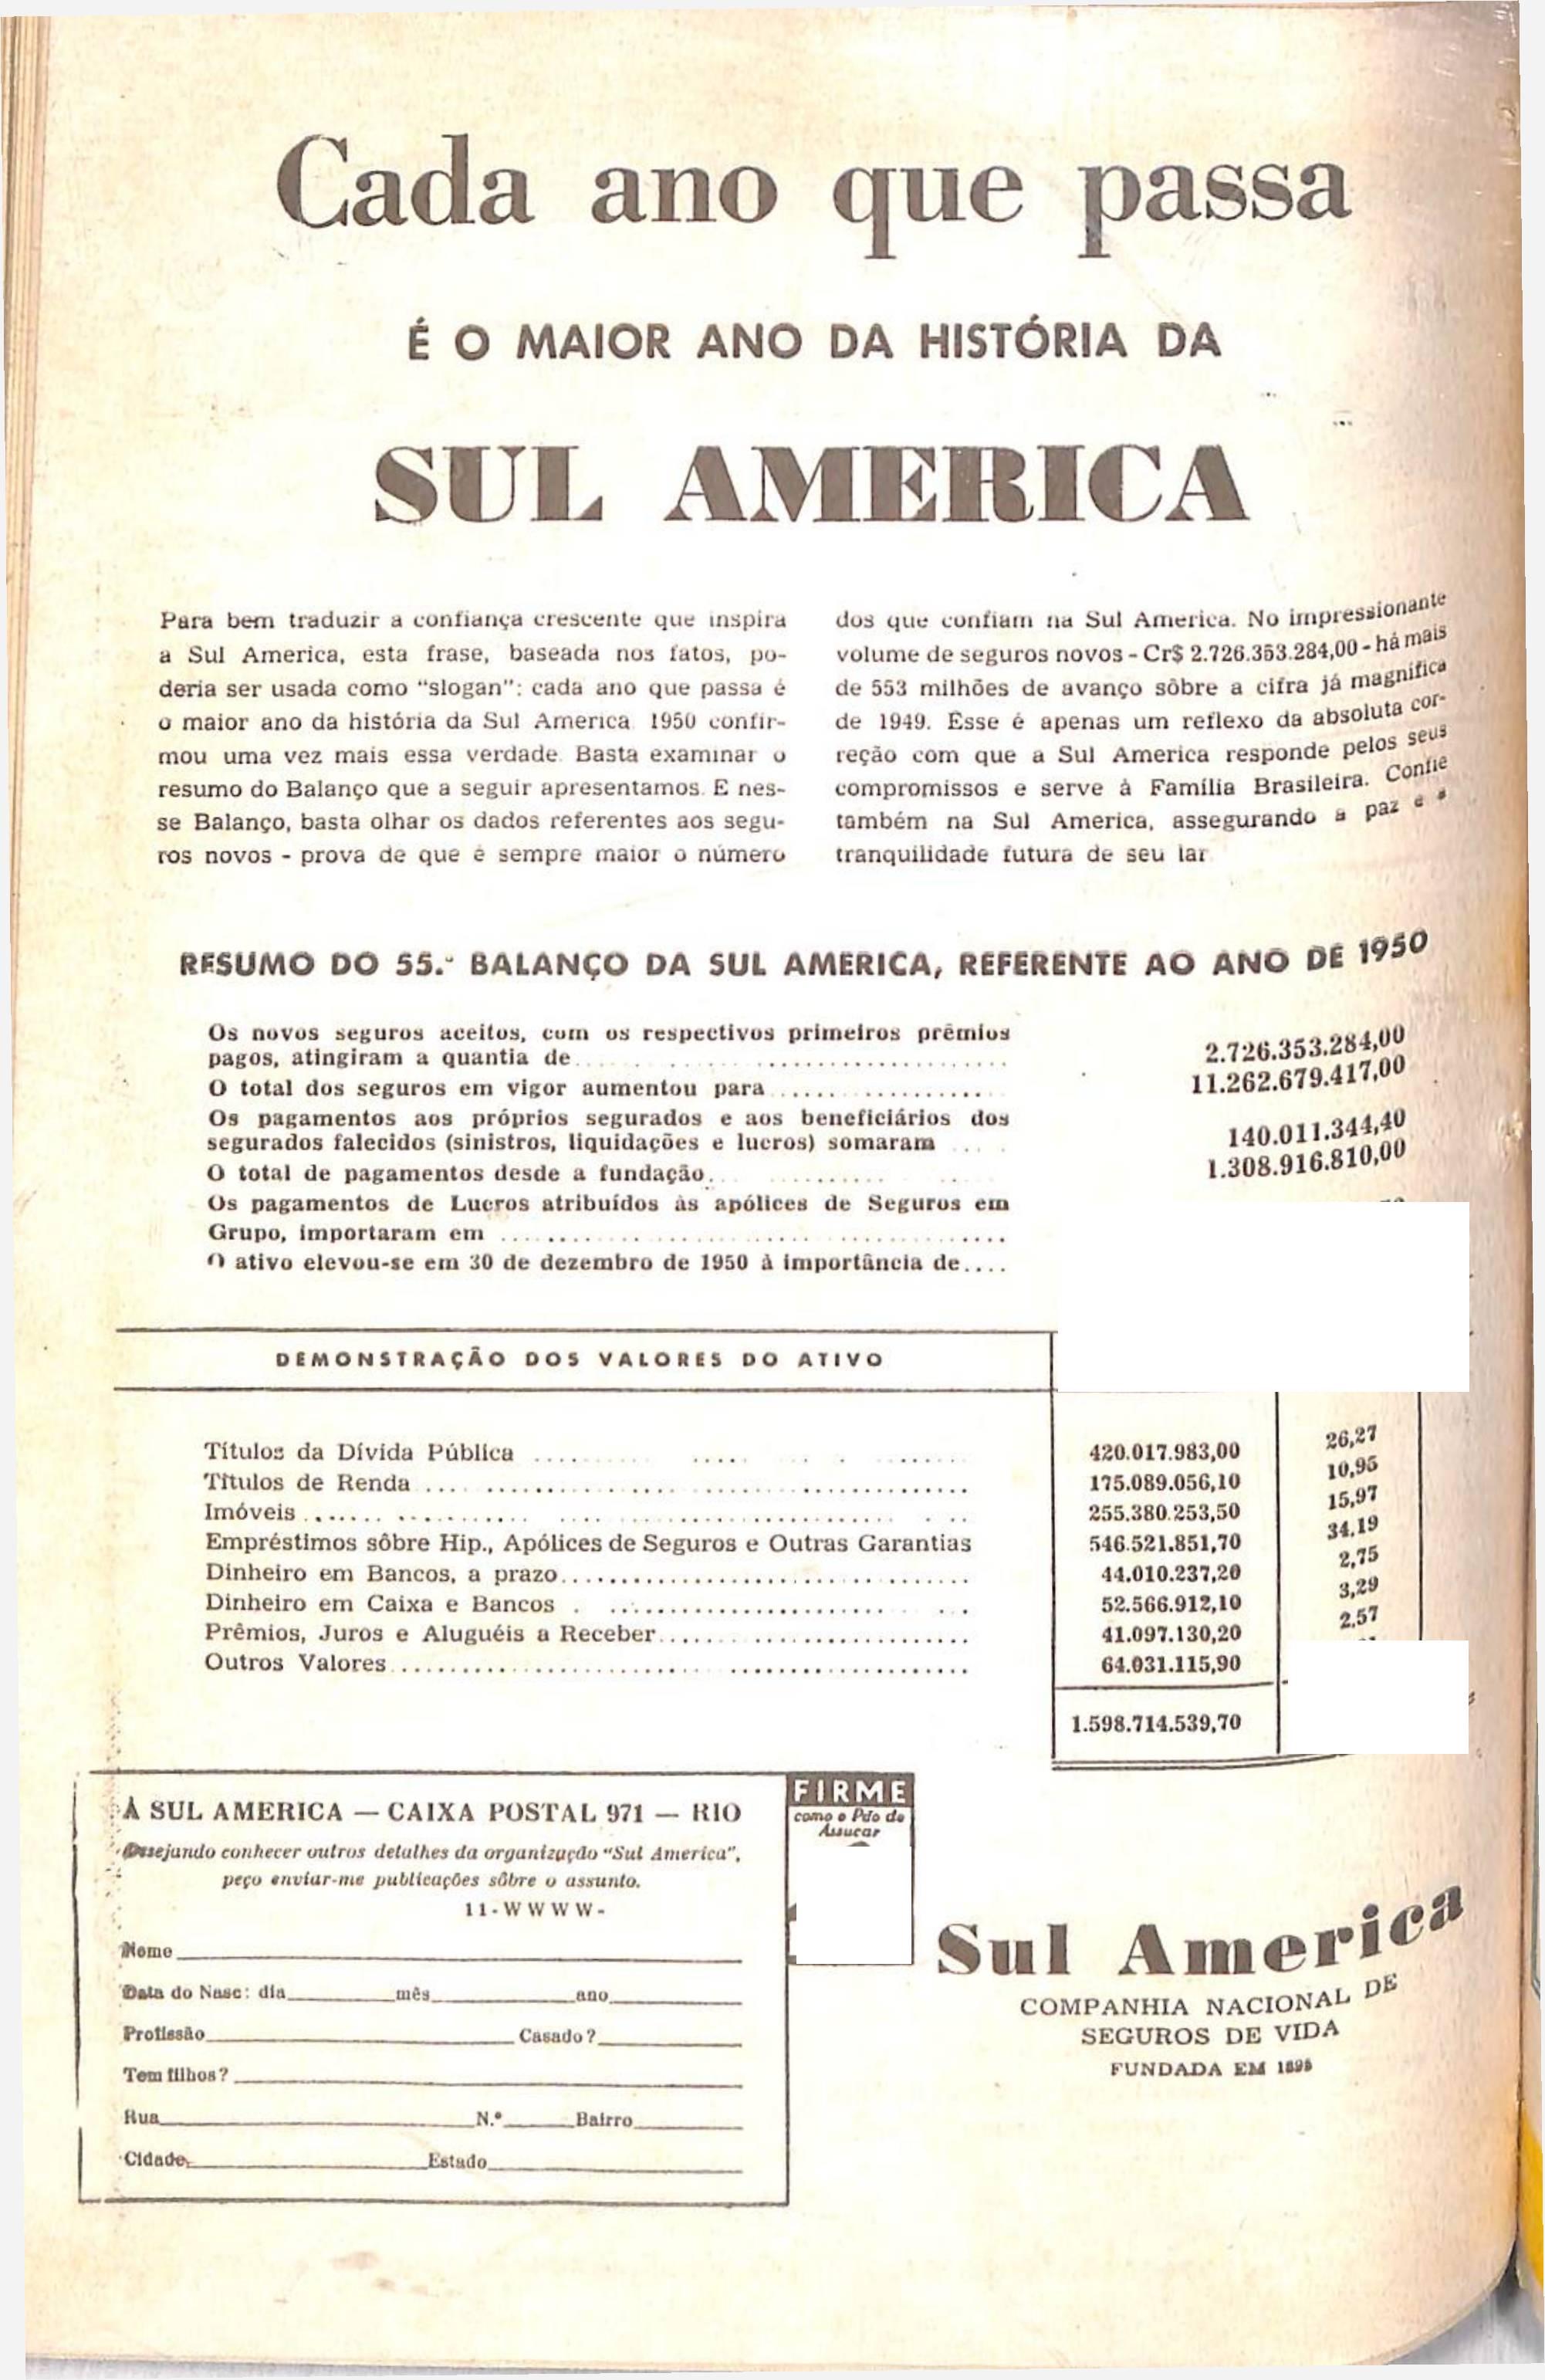 Cada ano que passa
É O MAIOR ANO DA HISTÓRIA DA
SUL AMERICA
Para bem traduzir a confiança crescente que inspira
a Sul America, esta frase, baseada nos fatos, po-
deria ser usada como "slogan": cada ano que passa é
o maior ano da história da Sul America 1950 confir-
mou uma vez mais essa verdade. Basta examinar o
resumo do Balanço que a seguir apresentamos. E nes-
se Balanço, basta olhar os dados referentes aos segu-
ros novos - prova de que é sempre maior o número
dos que confiam na Sul America. No impressionante
volume de seguros novos - Cr$ 2.726.353.284,00 - há mais
de 553 milhões de avanço sôbre a cifra já magnífica
de 1949. Esse é apenas um reflexo da absoluta cor-
reção com que a Sul America responde pelos seus
compromissos e serve à Família Brasileira. Confie
também na Sul America, assegurando a paz e a
tranquilidade futura de seu lar
RESUMO DO 55.º BALANÇO DA SUL AMERICA, REFERENTE AO ANO DE 1950
Os novos seguros aceitos, com os respectivos primeiros prêmios
pagos, atingiram a quantia de.................... 2.726.353.284,00
O total dos seguros em vigor aumentou para.................... 11.262.679.417,00
Os pagamentos aos próprios segurados e aos beneficiários dos
segurados falecidos (sinistros, liquidações e lucros) somaram .... 140.011.344,40
O total de pagamentos desde a fundação.................... 1.308.916.810,00
Os pagamentos de Lucros atribuídos às apólices de Seguros em
Grupo, importaram em ....................
O ativo elevou-se em 30 de dezembro de 1950 à importância de....
DEMONSTRAÇÃO DOS VALORES DO ATIVO
Títulos da Dívida Pública .................... 420.017.983,00 26,27
Títulos de Renda .................... 175.089.056,10 10,95
Imóveis .................... 255.380.253,50 15,97
Empréstimos sôbre Hip., Apólices de Seguros e Outras Garantias 546.521.851,70 34,19
Dinheiro em Bancos, a prazo.................... 44.010.237,20 2,75
Dinheiro em Caixa e Bancos .................... 52.566.912,10 3,29
Prêmios, Juros e Aluguéis a Receber.................... 41.097.130,20 2,57
Outros Valores.................... 64.031.115,90
1.598.714.539,70
À SUL AMERICA — CAIXA POSTAL 971 — RIO
Desejando conhecer outros detalhes da organização "Sul America",
peço enviar-me publicações sôbre o assunto.
11-WWWW-
Nome
Data do Nasc: dia mês ano
Profissão Casado?
Tem filhos?
Rua N.º Bairro
Cidade Estado
FIRME
como o Pão de
Assucar
Sul America
COMPANHIA NACIONAL DE
SEGUROS DE VIDA
FUNDADA EM 1895